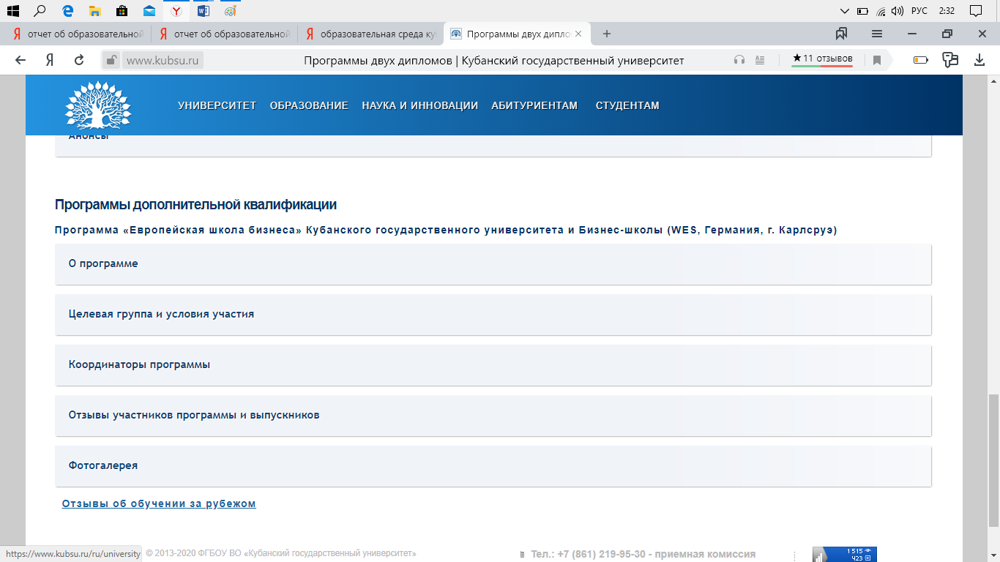 РУС 2:32
отчет об образовательной
отчет об образовательной
образовательная среда ку
Программы двух дипло
www.kubsu.ru
Программы двух дипломов | Кубанский государственный университет
★11 отзывов
УНИВЕРСИТЕТ ОБРАЗОВАНИЕ НАУКА И ИННОВАЦИИ АБИТУРИЕНТАМ СТУДЕНТАМ
Анонсы
Программы дополнительной квалификации
Программа «Европейская школа бизнеса» Кубанского государственного университета и Бизнес-школы (WES, Германия, г. Карлсруэ)
О программе
Целевая группа и условия участия
Координаторы программы
Отзывы участников программы и выпускников
Фотогалерея
Отзывы об обучении за рубежом
https://www.kubsu.ru/ru/university
© 2013-2020 ФГБОУ ВО «Кубанский государственный университет»
Тел.: +7 (861) 219-95-30 - приемная комиссия
1 515
423